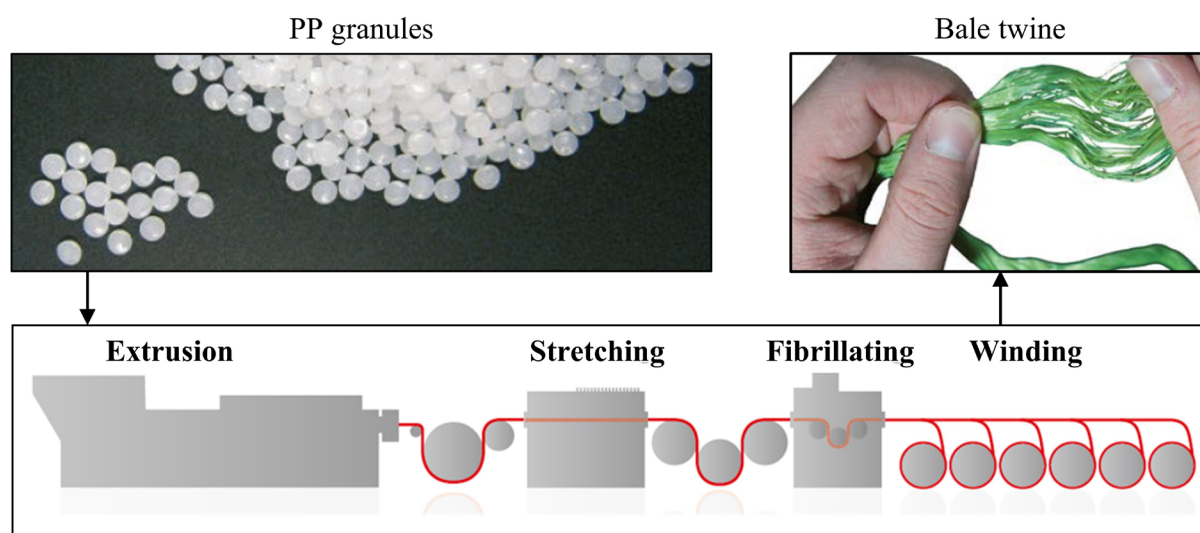 PP granules
Bale twine
Extrusion
Stretching
Fibrillating
Winding